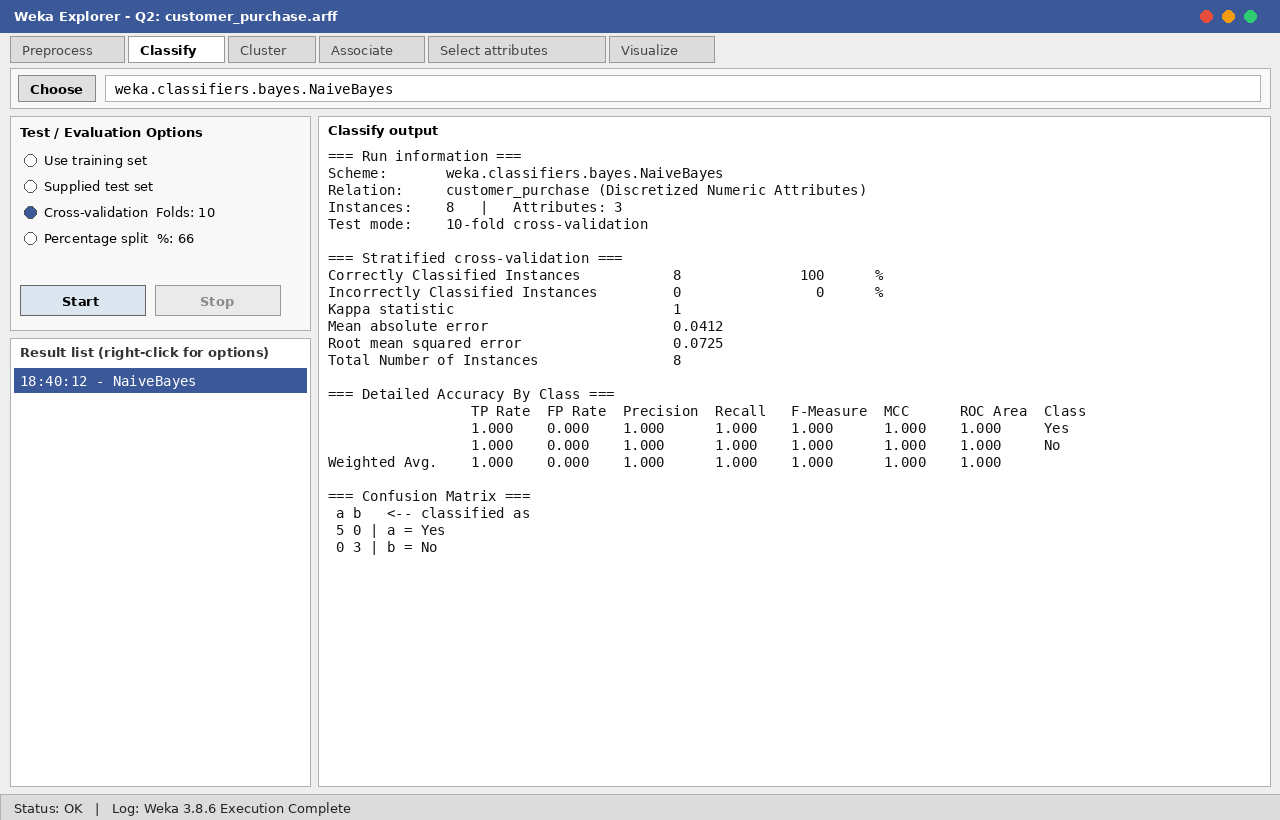 Weka Explorer - Q2: customer_purchase.arff
Preprocess Classify Cluster Associate Select attributes Visualize
Choose weka.classifiers.bayes.NaiveBayes
Test / Evaluation Options
Use training set
Supplied test set
Cross-validation  Folds: 10
Percentage split  %: 66
Start Stop
Result list (right-click for options)
18:40:12 - NaiveBayes
Classify output
=== Run information ===
Scheme:       weka.classifiers.bayes.NaiveBayes
Relation:     customer_purchase (Discretized Numeric Attributes)
Instances:    8   |   Attributes: 3
Test mode:    10-fold cross-validation
=== Stratified cross-validation ===
Correctly Classified Instances           8              100      %
Incorrectly Classified Instances         0                0      %
Kappa statistic                          1
Mean absolute error                      0.0412
Root mean squared error                  0.0725
Total Number of Instances                8
=== Detailed Accuracy By Class ===
                 TP Rate  FP Rate  Precision  Recall   F-Measure  MCC      ROC Area  Class
                 1.000    0.000    1.000      1.000    1.000      1.000    1.000     Yes
                 1.000    0.000    1.000      1.000    1.000      1.000    1.000     No
Weighted Avg.    1.000    0.000    1.000      1.000    1.000      1.000    1.000
=== Confusion Matrix ===
 a b   <-- classified as
 5 0 | a = Yes
 0 3 | b = No
Status: OK   |   Log: Weka 3.8.6 Execution Complete